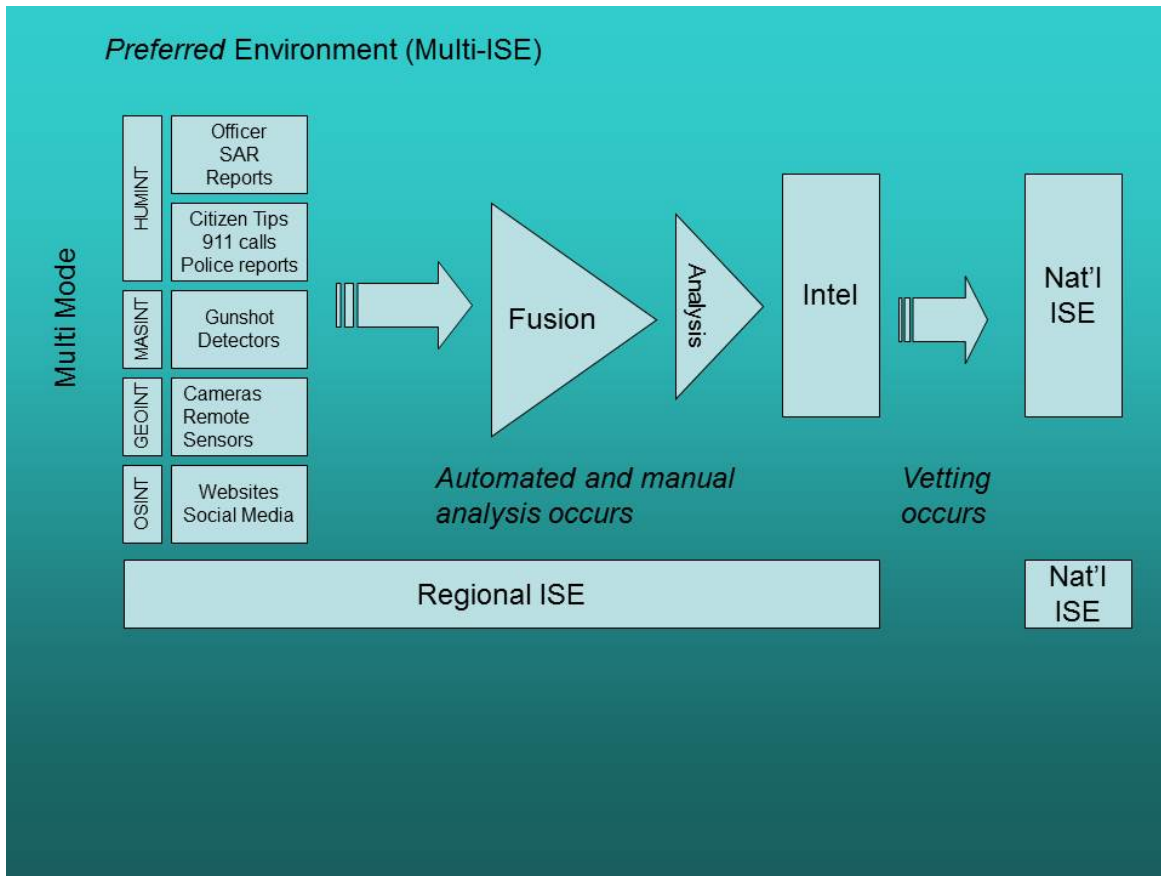 Preferred Environment (Multi-ISE)
Multi Mode
HUMINT
Officer
SAR
Reports
Citizen Tips
911 calls
Police reports
MASINT
Gunshot
Detectors
GEOINT
Cameras
Remote
Sensors
OSINT
Websites
Social Media
Fusion
Analysis
Intel
Nat'l
ISE
Automated and manual
analysis occurs
Vetting
occurs
Regional ISE
Nat'l
ISE